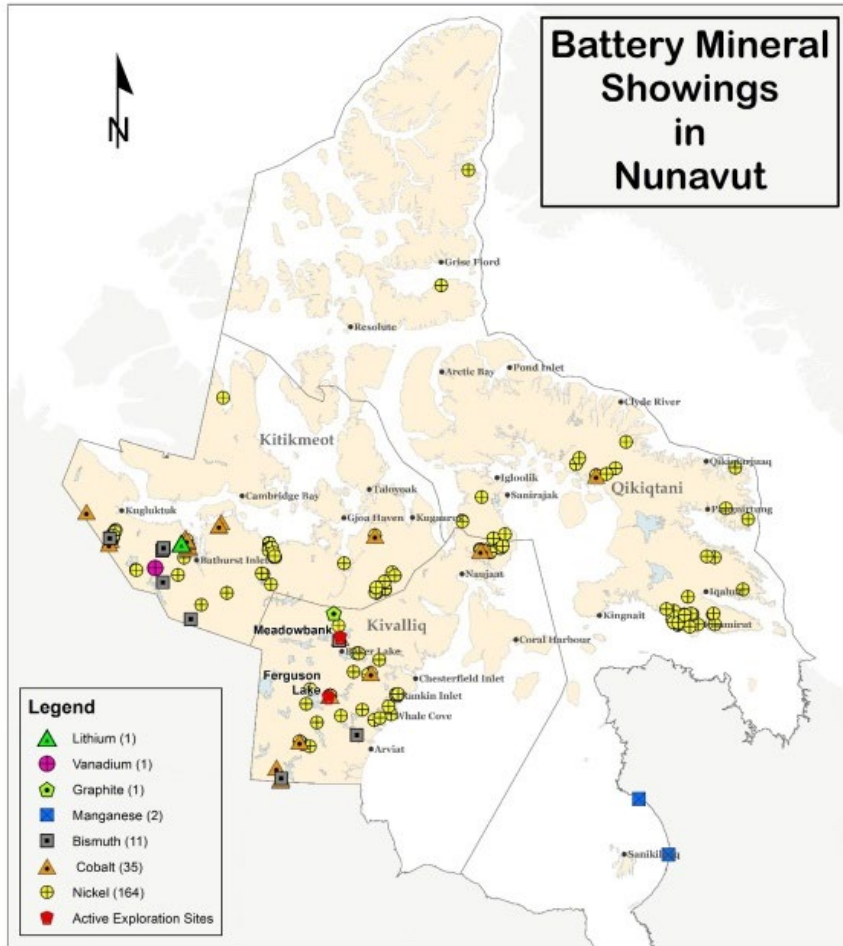 Battery Mineral
Showings
in
Nunavut
N
Grise Fiord
Resolute
Arctic Bay
Pond Inlet
Clyde River
Kitikmeot
Qikiqtani
Igloolik
Sanirajak
Taloyoak
Cambridge Bay
Kugluktuk
Gjoa Haven
Bathurst Inlet
Naujaat
Iqaluit
Kingnait
Kivalliq
Meadowbank
Baker Lake
Coral Harbour
Ferguson
Lake
Chesterfield Inlet
Rankin Inlet
Whale Cove
Arviat
Legend
Lithium (1)
Vanadium (1)
Graphite (1)
Manganese (2)
Bismuth (11)
Cobalt (35)
Nickel (164)
Active Exploration Sites